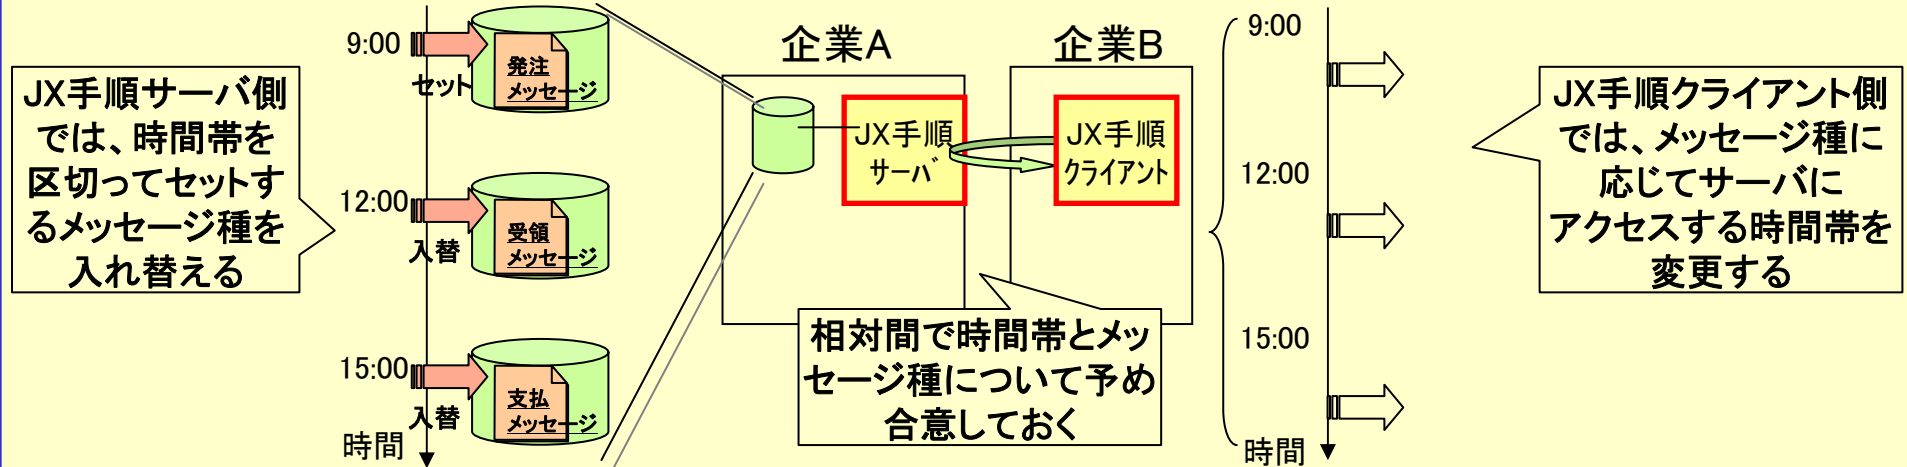 JX手順サーバ側
では、時間帯を
区切ってセットす
るメッセージ種を
入れ替える
9:00
セット
発注
メッセージ
12:00
入替
受領
メッセージ
15:00
入替
支払
メッセージ
時間
企業A
企業B
JX手順
サーバ
JX手順
クライアント
相対間で時間帯とメッ
セージ種について予め
合意しておく
9:00
12:00
15:00
時間
JX手順クライアント側
では、メッセージ種に
応じてサーバに
アクセスする時間帯を
変更する